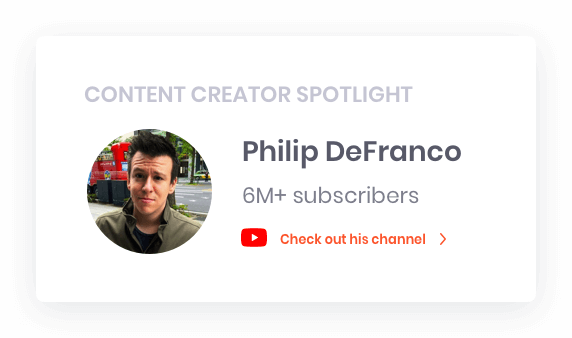 CONTENT CREATOR SPOTLIGHT
Philip DeFranco
6M+ subscribers
Check out his channel